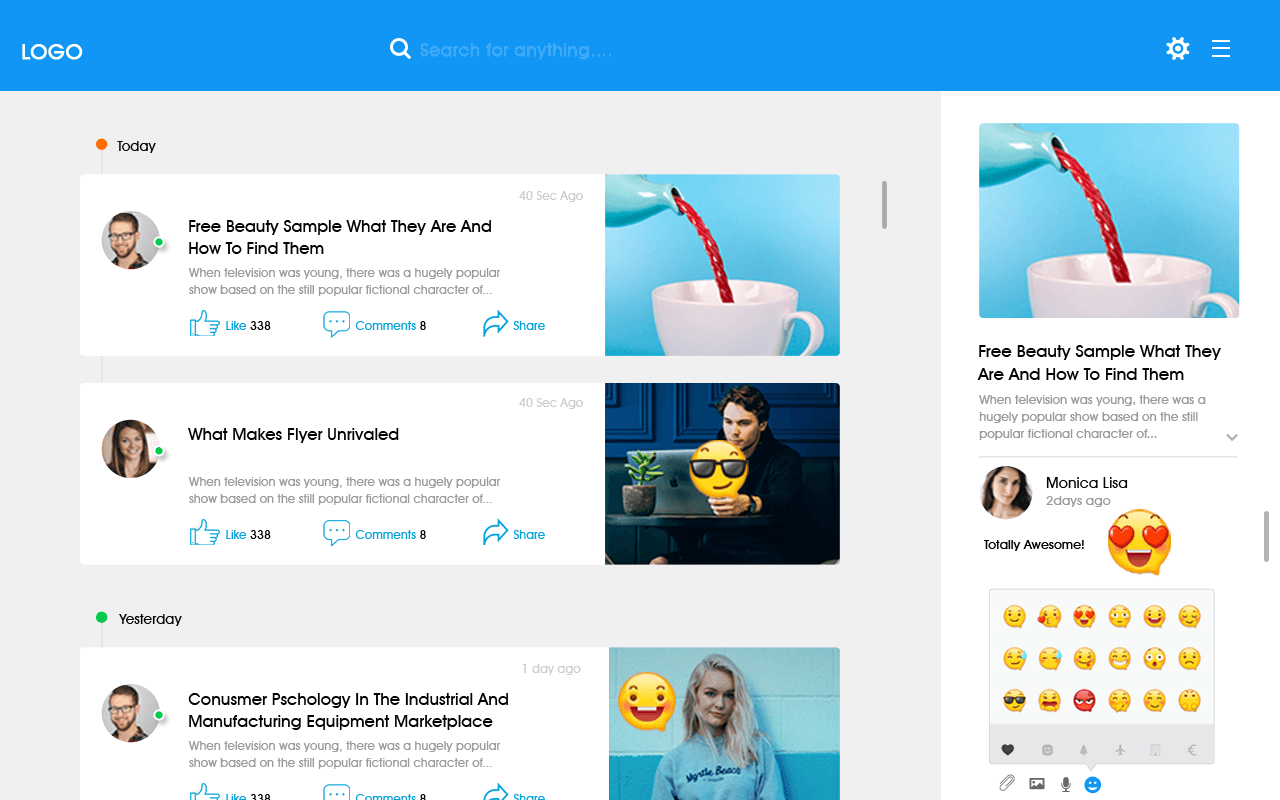 LOGO
Search for anything....
Today
40 Sec Ago
Free Beauty Sample What They Are And
How To Find Them
When television was young, there was a hugely popular
show based on the still popular fictional character of...
Like 338
Comments 8
Share
40 Sec Ago
What Makes Flyer Unrivaled
When television was young, there was a hugely popular
show based on the still popular fictional character of...
Like 338
Comments 8
Share
Yesterday
1 day ago
Conusmer Pschology In The Industrial And
Manufacturing Equipment Marketplace
When television was young, there was a hugely popular
show based on the still popular fictional character of...
Like 338
Comments 8
Share
Myrtle Beach
Free Beauty Sample What They
Are And How To Find Them
When television was young, there was a
hugely popular show based on the still
popular fictional character of...
Monica Lisa
2days ago
Totally Awesome!
€